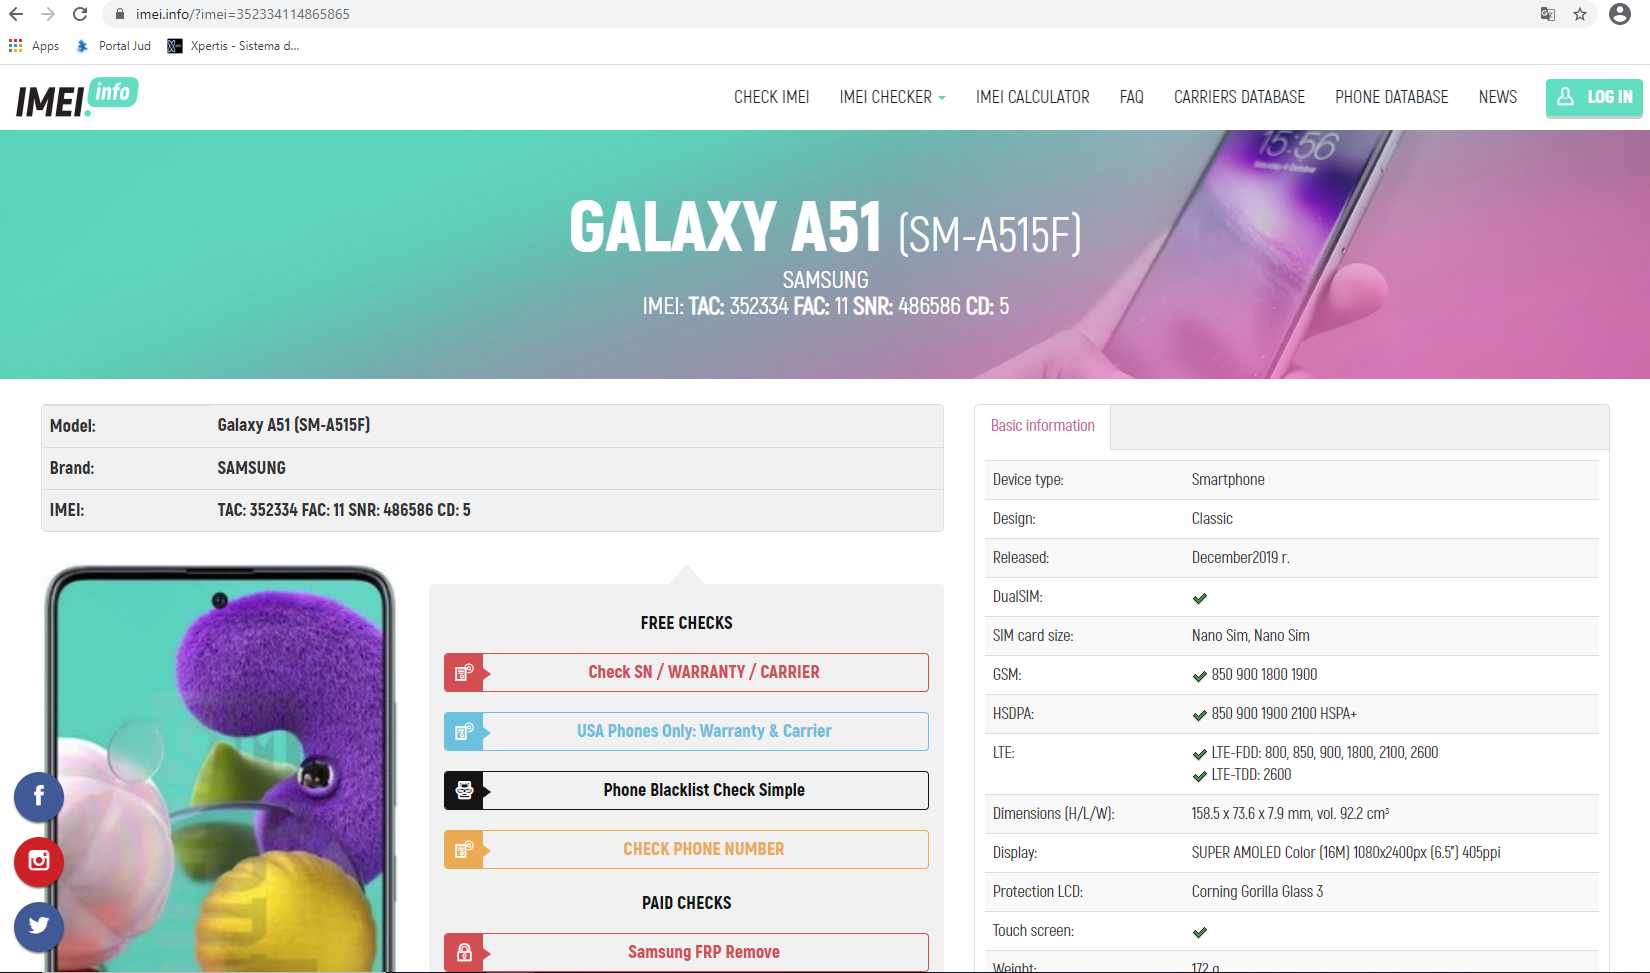 imei.info/?imei=352334114865865
Apps Portal Jud Xpertis - Sistema d...
IMEI.info
CHECK IMEI IMEI CHECKER IMEI CALCULATOR FAQ CARRIERS DATABASE PHONE DATABASE NEWS LOG IN
15:56
Saturday 4 October
GALAXY A51 (SM-A515F)
SAMSUNG
IMEI: TAC: 352334 FAC: 11 SNR: 486586 CD: 5
Model: Galaxy A51 (SM-A515F)
Brand: SAMSUNG
IMEI: TAC: 352334 FAC: 11 SNR: 486586 CD: 5
FREE CHECKS
Check SN / WARRANTY / CARRIER
USA Phones Only: Warranty & Carrier
Phone Blacklist Check Simple
CHECK PHONE NUMBER
PAID CHECKS
Samsung FRP Remove
Basic information
Device type: Smartphone
Design: Classic
Released: December2019 r.
DualSIM:
SIM card size: Nano Sim, Nano Sim
GSM: 850 900 1800 1900
HSDPA: 850 900 1900 2100 HSPA+
LTE: LTE-FDD: 800, 850, 900, 1800, 2100, 2600
LTE-TDD: 2600
Dimensions (H/L/W): 158.5 x 73.6 x 7.9 mm, vol. 92.2 cm³
Display: SUPER AMOLED Color (16M) 1080x2400px (6.5") 405ppi
Protection LCD: Corning Gorilla Glass 3
Touch screen:
Weight: 172 g